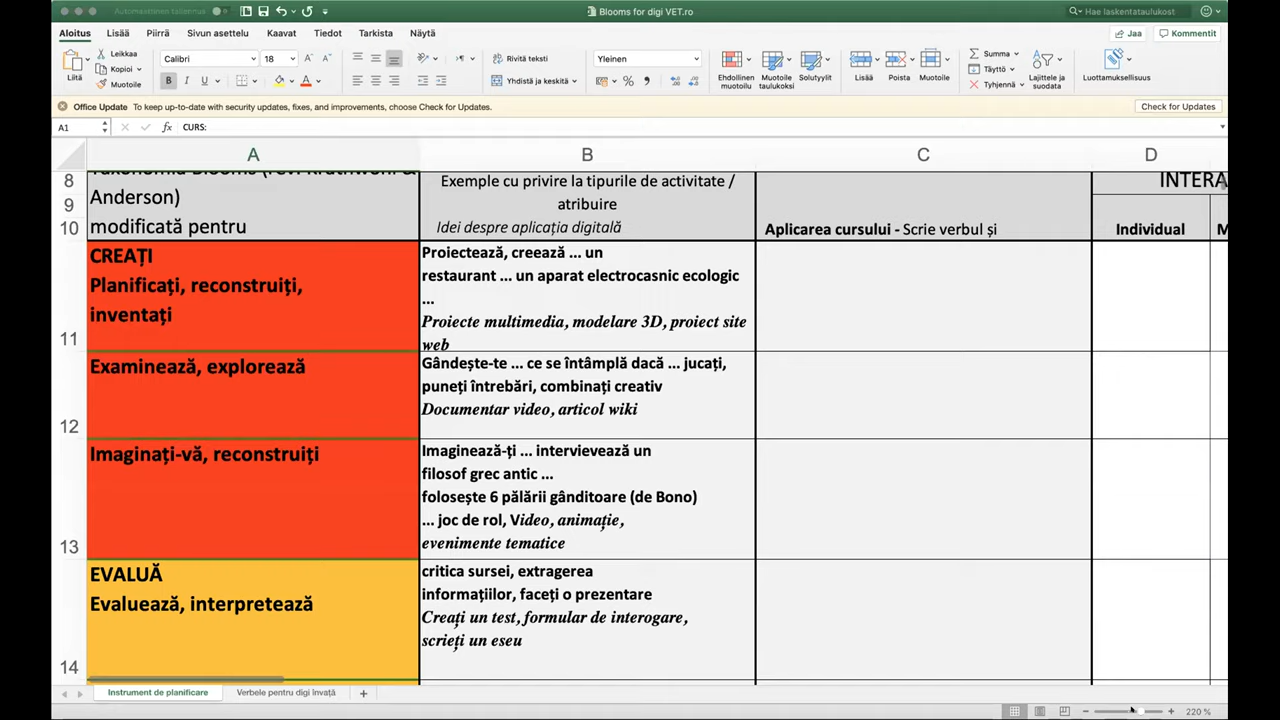 Automaattinen tallennus
Blooms for digi VET.ro
Hae laskentataulukost
Aloitus Lisää Piirrä Sivun asettelu Kaavat Tiedot Tarkista Näytä
Jaa Kommentit
Liitä
Leikkaa
Kopioi
Muotoile
Calibri 18
B I U
Rivitä teksti
Yhdistä ja keskitä
Yleinen
Ehdollinen muotoilu
Muotoile taulukoksi
Solutyylit
Lisää
Poista
Muotoile
Summa
Täyttö
Tyhjennä
Lajittele ja suodata
Luottamuksellisuus
Office Update To keep up-to-date with security updates, fixes, and improvements, choose Check for Updates.
Check for Updates
A1 fx CURS:
A B C D
8
9
10
Anderson)
modificată pentru
Exemple cu privire la tipurile de activitate /
atribuire
Idei despre aplicația digitală
Aplicarea cursului - Scrie verbul și
INTERA
Individual M
11
CREAȚI
Planificați, reconstruiți,
inventați
Proiectează, creează ... un
restaurant ... un aparat electrocasnic ecologic
...
Proiecte multimedia, modelare 3D, proiect site
web
12
Examinează, explorează
Gândește-te ... ce se întâmplă dacă ... jucați,
puneți întrebări, combinați creativ
Documentar video, articol wiki
13
Imaginați-vă, reconstruiți
Imaginează-ți ... intervievează un
filosof grec antic ...
folosește 6 pălării gânditoare (de Bono)
... joc de rol, Video, animație,
evenimente tematice
14
EVALUĂ
Evaluează, interpretează
critica sursei, extragerea
informațiilor, faceți o prezentare
Creați un test, formular de interogare,
scrieți un eseu
Instrument de planificare Verbele pentru digi învață
220 %